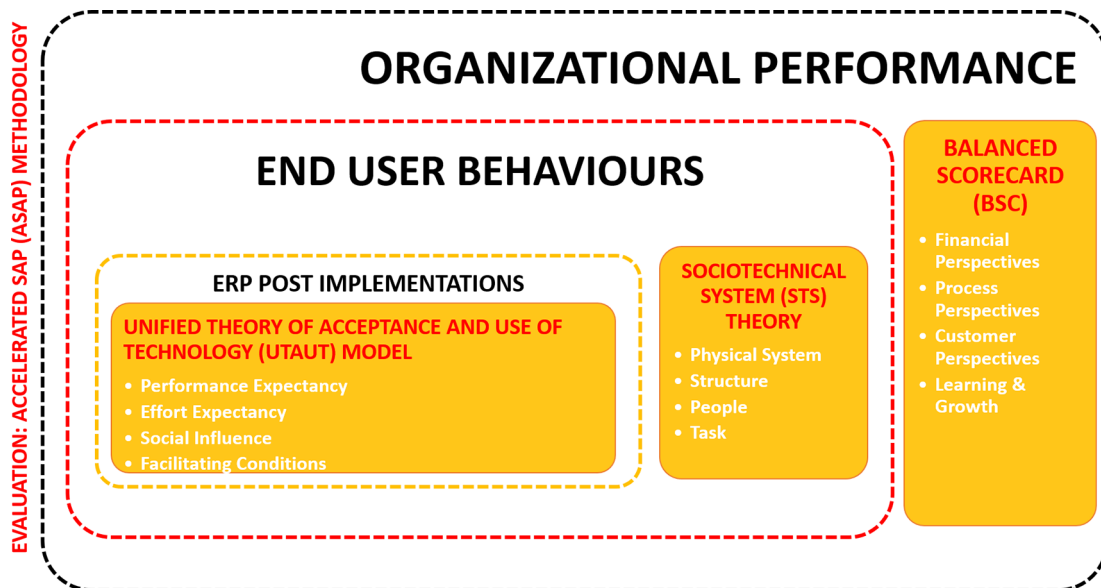 EVALUATION: ACCELERATED SAP (ASAP) METHODOLOGY
ORGANIZATIONAL PERFORMANCE
END USER BEHAVIOURS
ERP POST IMPLEMENTATIONS
UNIFIED THEORY OF ACCEPTANCE AND USE OF
TECHNOLOGY (UTAUT) MODEL
• Performance Expectancy
• Effort Expectancy
• Social Influence
• Facilitating Conditions
SOCIOTECHNICAL
SYSTEM (STS)
THEORY
• Physical System
• Structure
• People
• Task
BALANCED
SCORECARD
(BSC)
• Financial
Perspectives
• Process
Perspectives
• Customer
Perspectives
• Learning &
Growth